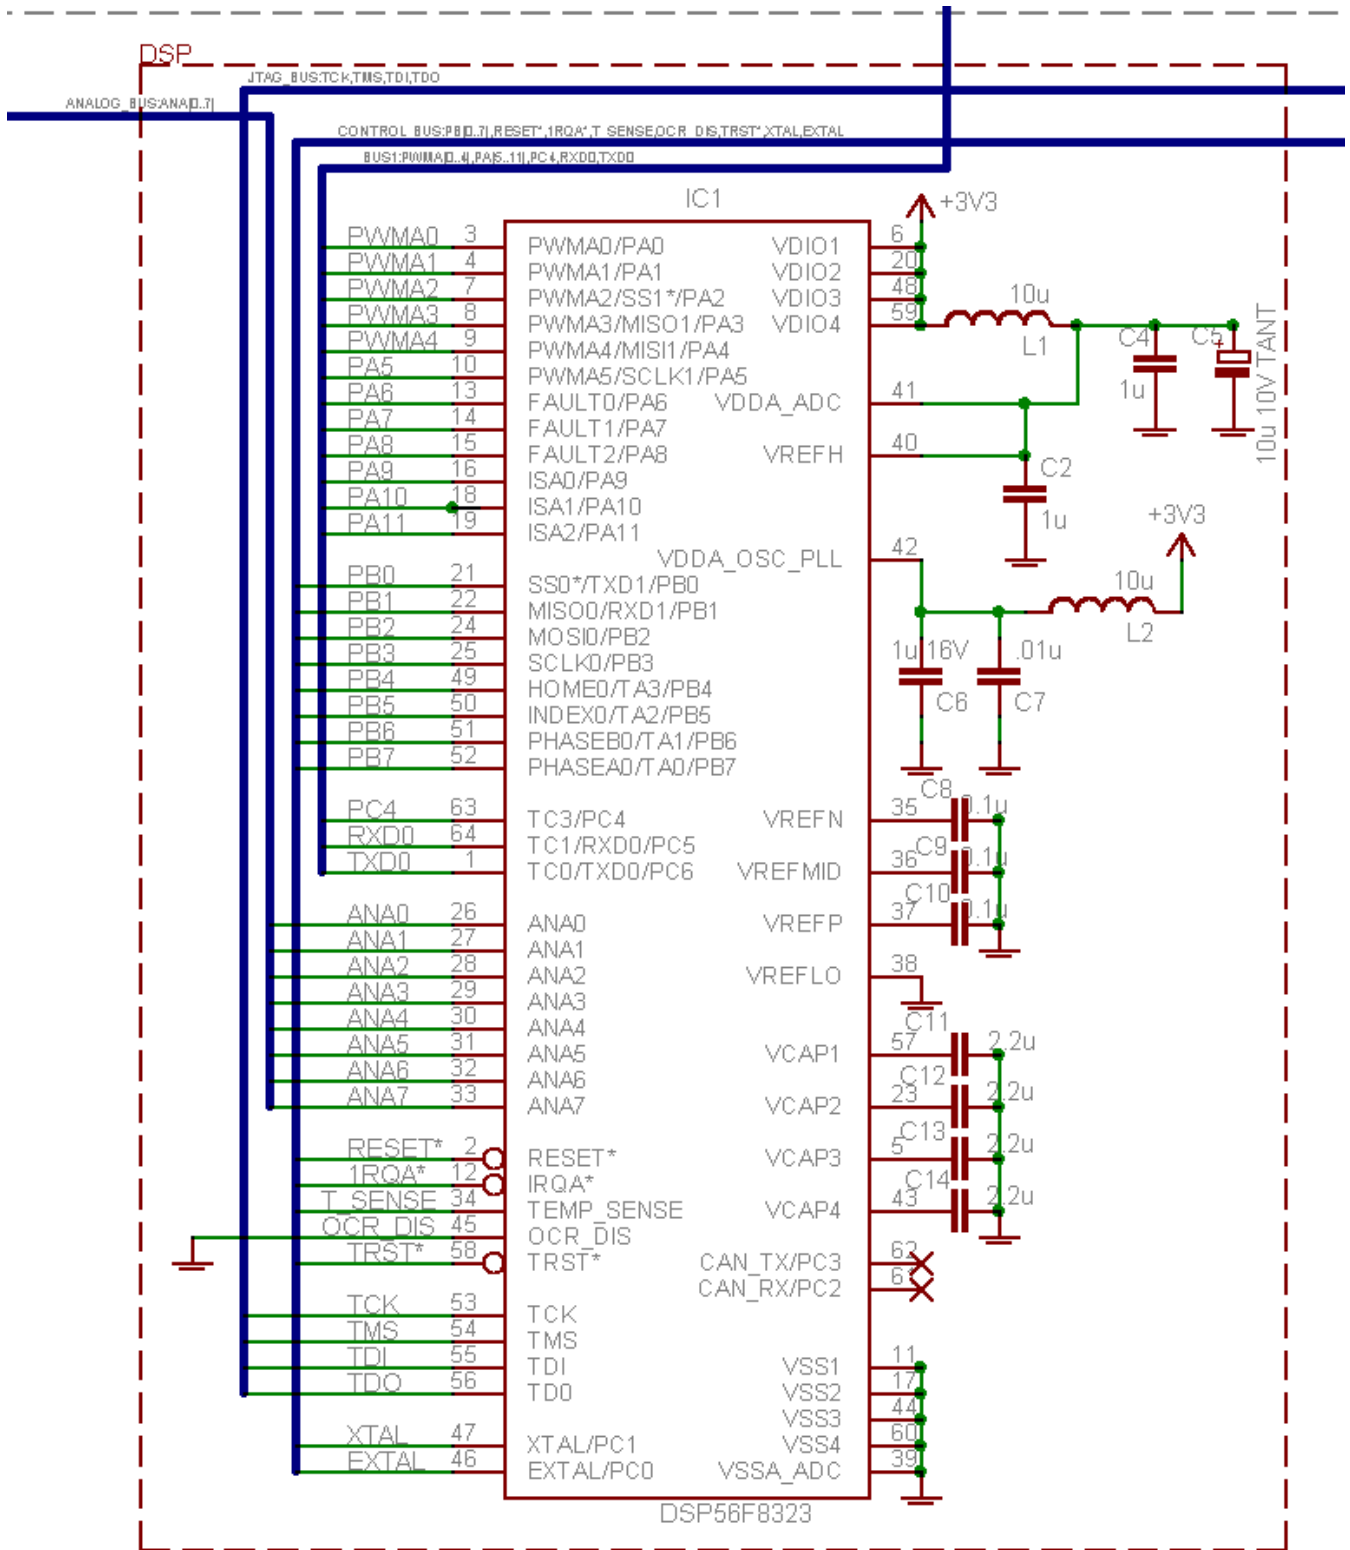 DSP
JTAG_BUS:TCK,TMS,TDI,TDO
ANALOG_BUS:ANA[0..7]
CONTROL_BUS:PB[0..7],RESET*,1RQA*,T_SENSE,OCR_DIS,TRST*,XTAL,EXTAL
BUS1:PWMA[0..4],PA[5..11],PC4,RXD0,TXD0
IC1
+3V3
PWMA0 3 PWMA0/PA0 VDIO1 6
PWMA1 4 PWMA1/PA1 VDIO2 20
PWMA2 7 PWMA2/SS1*/PA2 VDIO3 48
10u
PWMA3 8 PWMA3/MISO1/PA3 VDIO4 59
L1 C4 C5 +
PWMA4 9 PWMA4/MISI1/PA4
PA5 10 PWMA5/SCLK1/PA5
1u
10u 10V TANT
PA6 13 FAULT0/PA6 VDDA_ADC 41
PA7 14 FAULT1/PA7
PA8 15 FAULT2/PA8 VREFH 40
C2
PA9 16 ISA0/PA9
PA10 18 ISA1/PA10
1u
+3V3
PA11 19 ISA2/PA11
VDDA_OSC_PLL 42
PB0 21 SS0*/TXD1/PB0
10u
PB1 22 MISO0/RXD1/PB1
L2
PB2 24 MOSI0/PB2
1u 16V .01u
PB3 25 SCLK0/PB3
PB4 49 HOME0/TA3/PB4
C6 C7
PB5 50 INDEX0/TA2/PB5
PB6 51 PHASEB0/TA1/PB6
PB7 52 PHASEA0/TA0/PB7
C8
PC4 63 TC3/PC4 VREFN 35 0.1u
RXD0 64 TC1/RXD0/PC5
C9
TXD0 1 TC0/TXD0/PC6 VREFMID 36 0.1u
C10
ANA0 26 ANA0 VREFP 37 0.1u
ANA1 27 ANA1
ANA2 28 ANA2 VREFLO 38
ANA3 29 ANA3
ANA4 30 ANA4
C11
ANA5 31 ANA5 VCAP1 57 2.2u
ANA6 32 ANA6
C12
ANA7 33 ANA7 VCAP2 23 2.2u
C13
RESET* 2 RESET* VCAP3 5 2.2u
1RQA* 12 IRQA*
C14
T_SENSE 34 TEMP_SENSE VCAP4 43 2.2u
OCR_DIS 45 OCR_DIS
TRST* 58 TRST* CAN_TX/PC3 62
CAN_RX/PC2 61
TCK 53 TCK
TMS 54 TMS
TDI 55 TDI VSS1 11
TDO 56 TD0 VSS2 17
VSS3 44
XTAL 47 XTAL/PC1 VSS4 60
EXTAL 46 EXTAL/PC0 VSSA_ADC 39
DSP56F8323